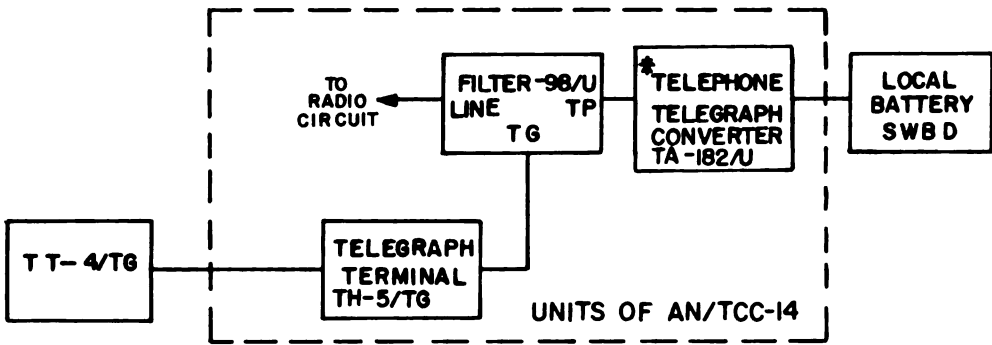 TO
RADIO
CIRCUIT
FILTER-98/U
LINE TP
TG
*
TELEPHONE
TELEGRAPH
CONVERTER
TA-182/U
LOCAL
BATTERY
SWBD
TT-4/TG
TELEGRAPH
TERMINAL
TH-5/TG
UNITS OF AN/TCC-14